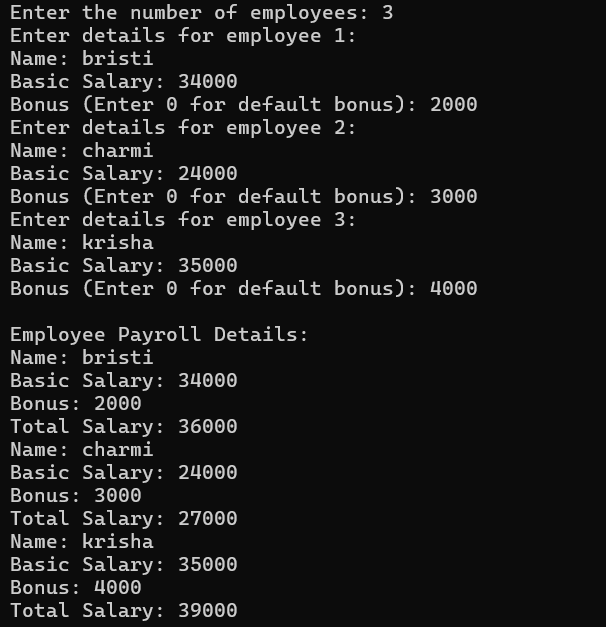 Enter the number of employees: 3
Enter details for employee 1:
Name: bristi
Basic Salary: 34000
Bonus (Enter 0 for default bonus): 2000
Enter details for employee 2:
Name: charmi
Basic Salary: 24000
Bonus (Enter 0 for default bonus): 3000
Enter details for employee 3:
Name: krisha
Basic Salary: 35000
Bonus (Enter 0 for default bonus): 4000

Employee Payroll Details:
Name: bristi
Basic Salary: 34000
Bonus: 2000
Total Salary: 36000
Name: charmi
Basic Salary: 24000
Bonus: 3000
Total Salary: 27000
Name: krisha
Basic Salary: 35000
Bonus: 4000
Total Salary: 39000